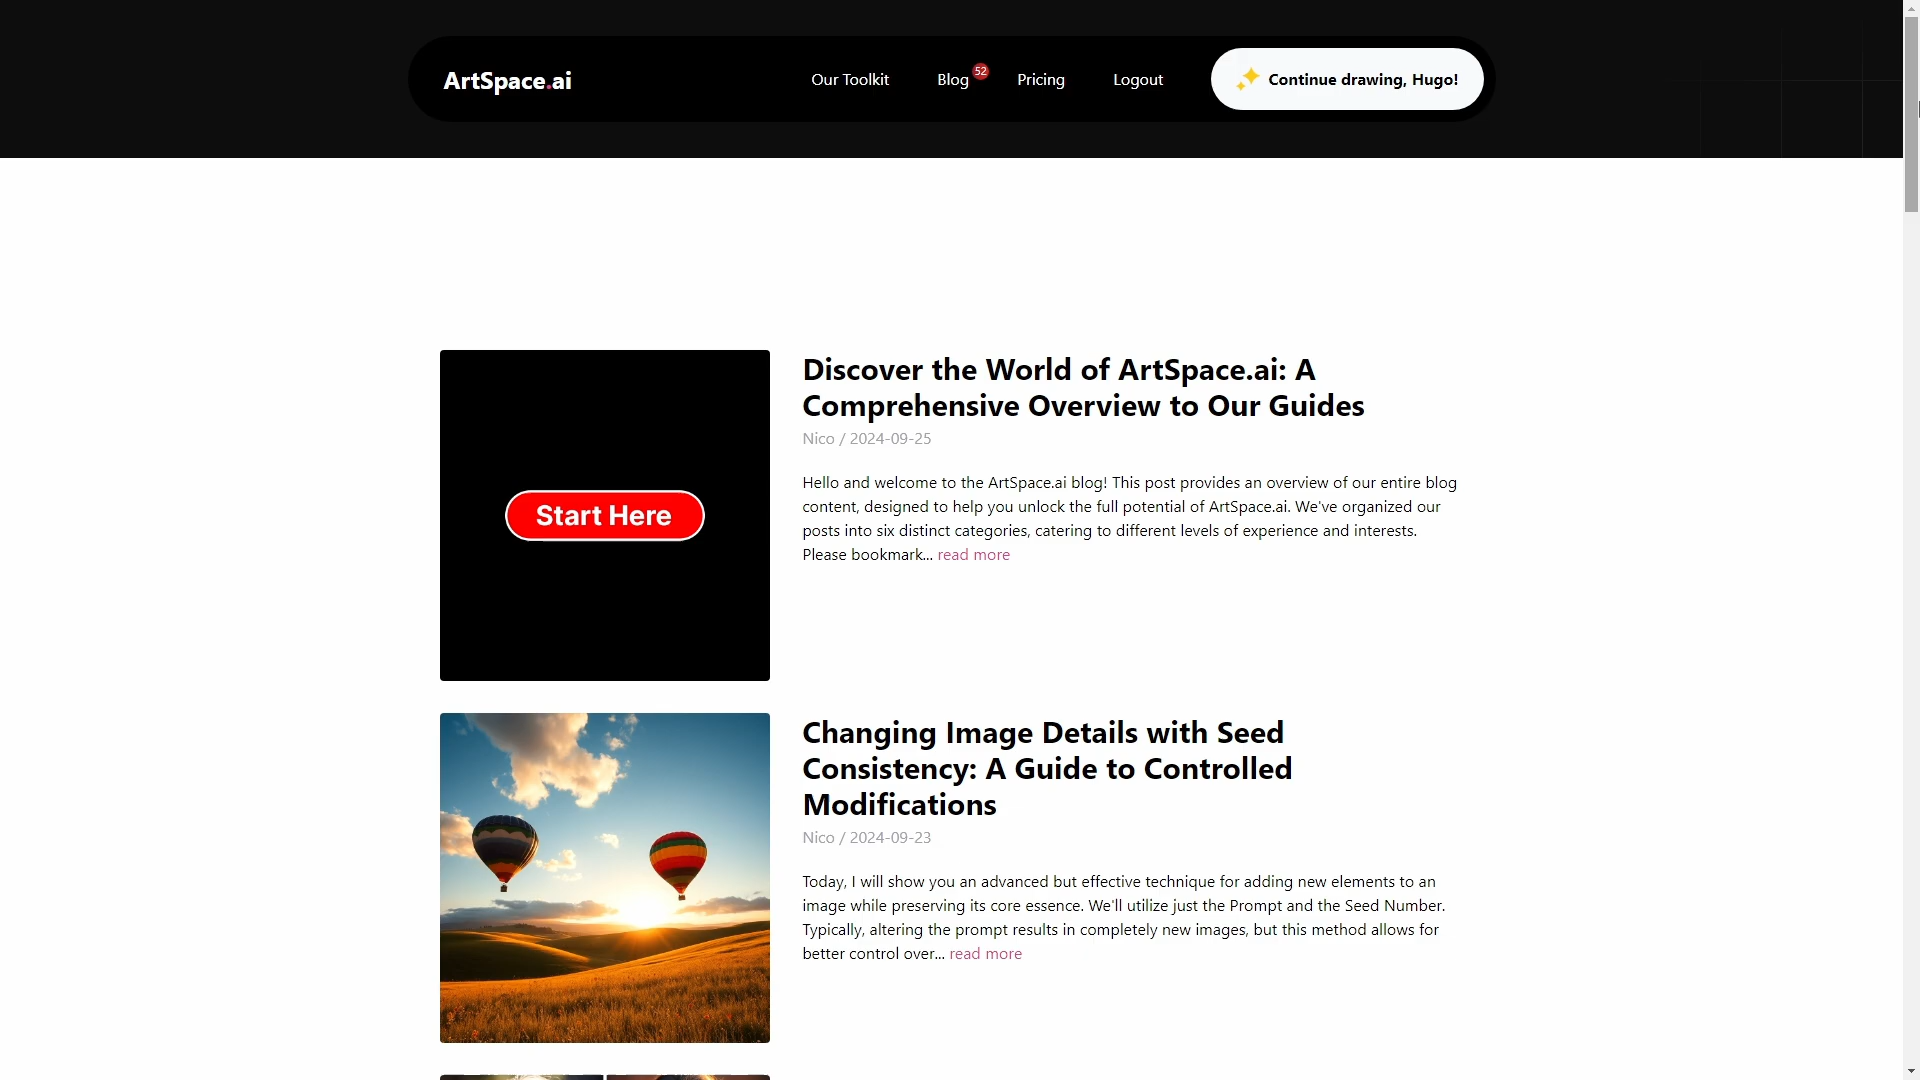 ArtSpace.ai
Our Toolkit
Blog 52
Pricing
Logout
Continue drawing, Hugo!
Start Here
Discover the World of ArtSpace.ai: A
Comprehensive Overview to Our Guides
Nico / 2024-09-25
Hello and welcome to the ArtSpace.ai blog! This post provides an overview of our entire blog
content, designed to help you unlock the full potential of ArtSpace.ai. We've organized our
posts into six distinct categories, catering to different levels of experience and interests.
Please bookmark... read more
Changing Image Details with Seed
Consistency: A Guide to Controlled
Modifications
Nico / 2024-09-23
Today, I will show you an advanced but effective technique for adding new elements to an
image while preserving its core essence. We'll utilize just the Prompt and the Seed Number.
Typically, altering the prompt results in completely new images, but this method allows for
better control over... read more